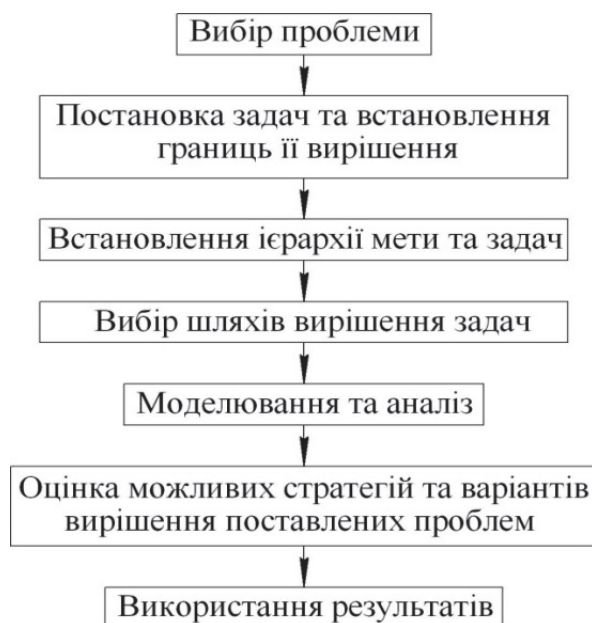 Вибір проблеми
Постановка задач та встановлення
границь її вирішення
Встановлення ієрархії мети та задач
Вибір шляхів вирішення задач
Моделювання та аналіз
Оцінка можливих стратегій та варіантів
вирішення поставлених проблем
Використання результатів